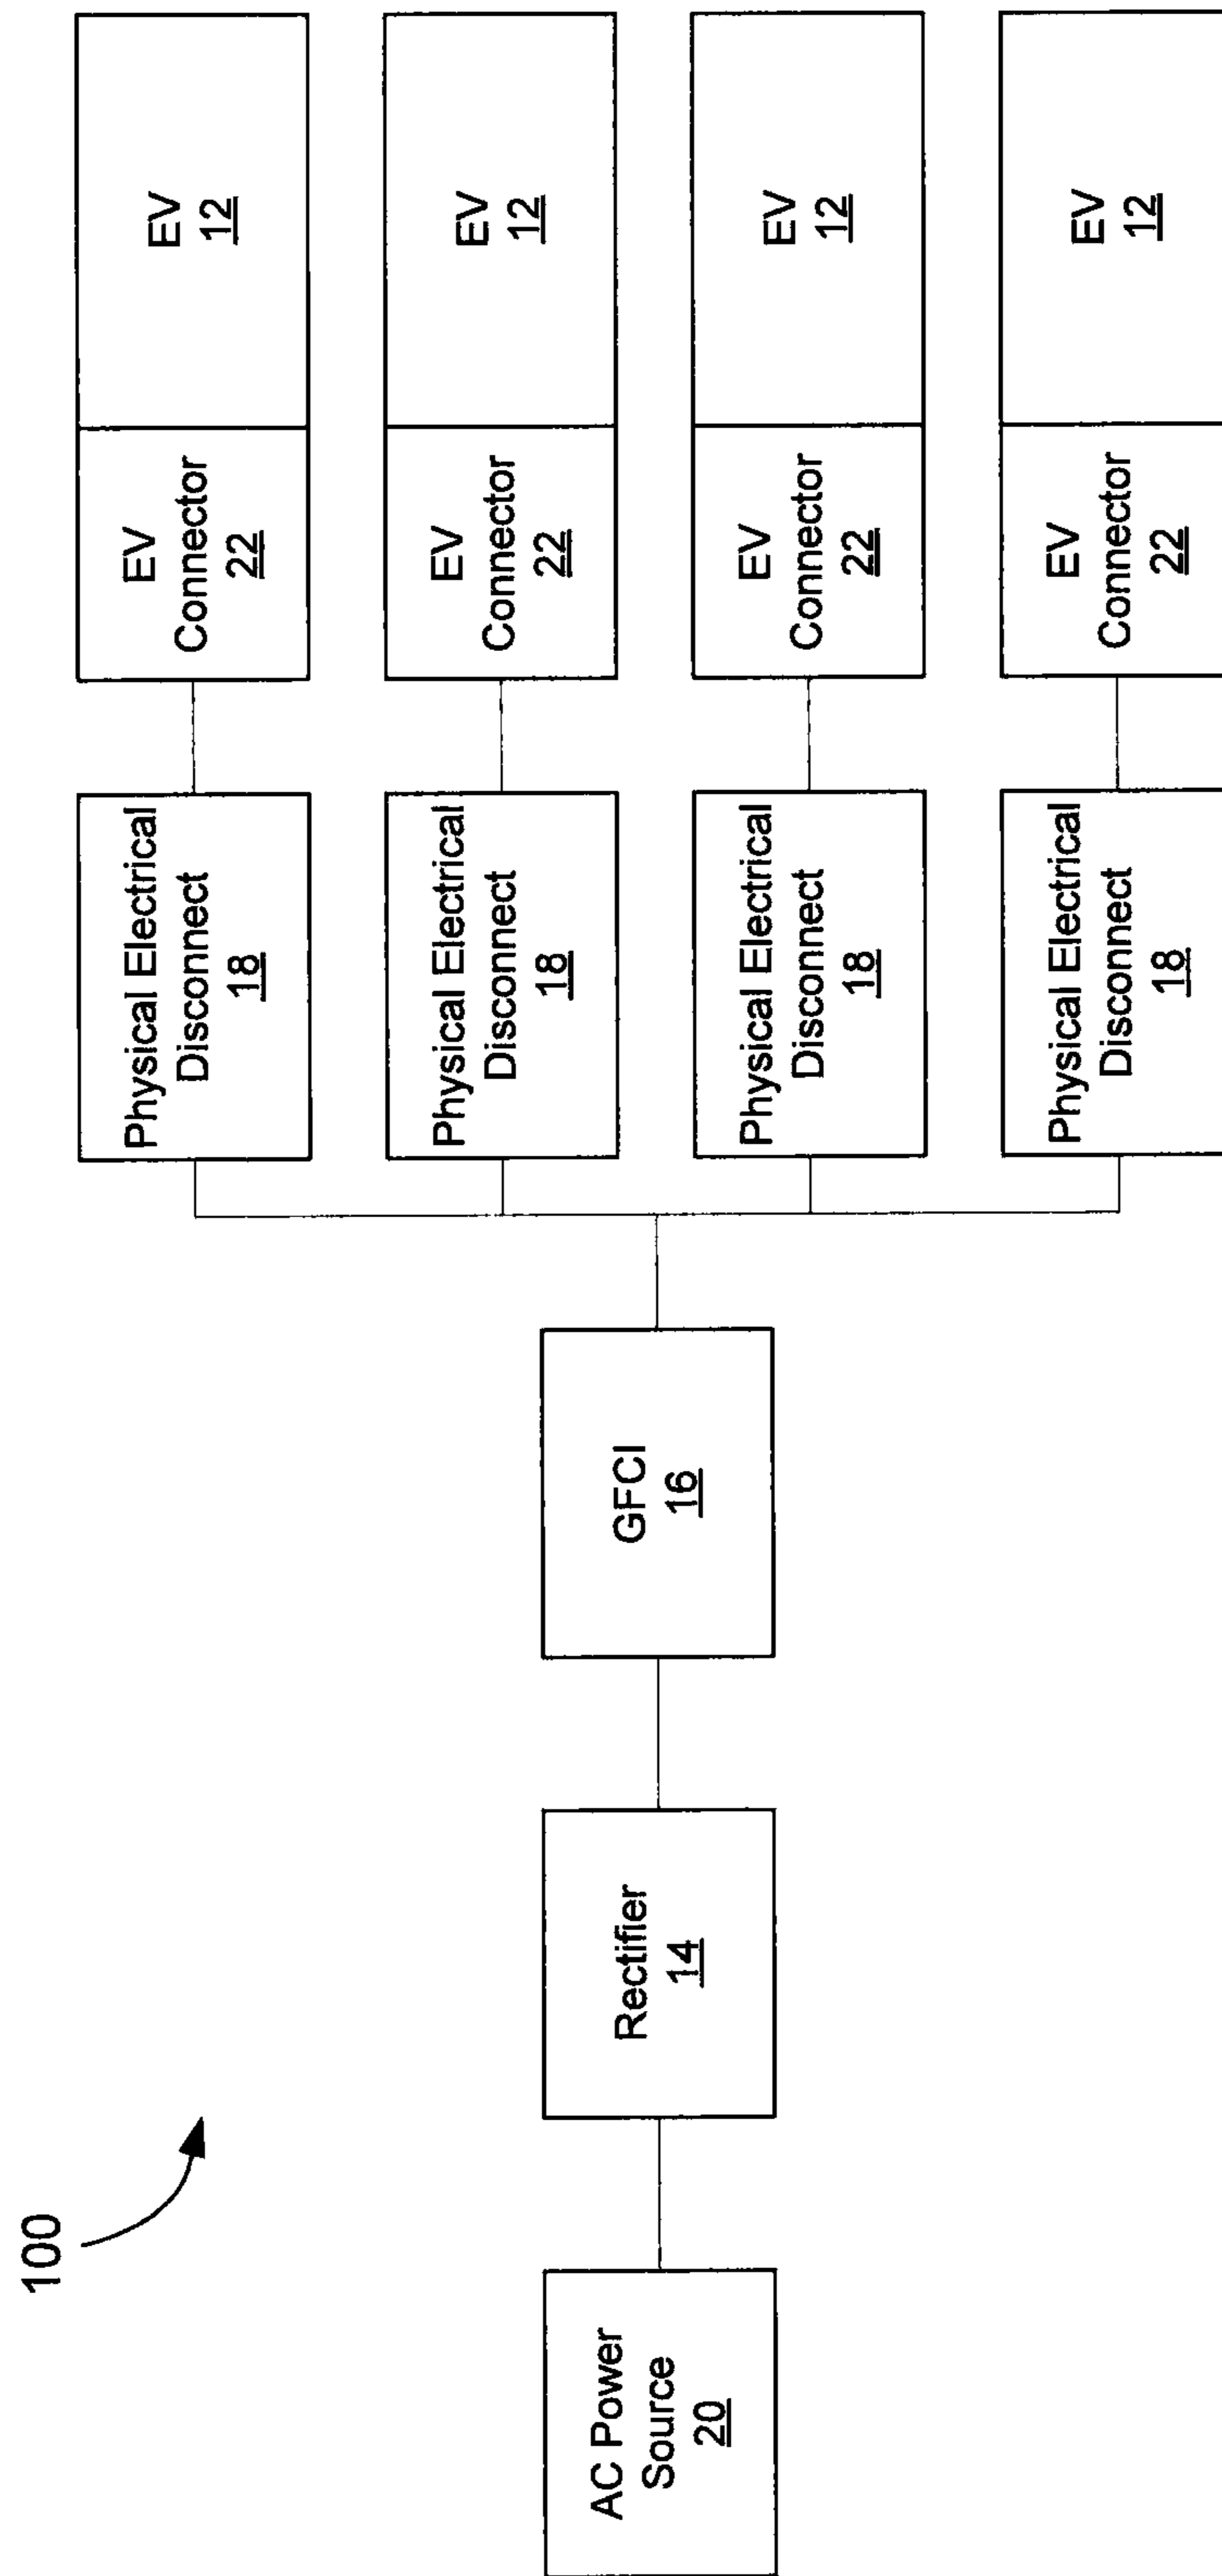 100
AC Power
Source
20
Rectifier
14
GFCI
16
Physical Electrical
Disconnect
18
EV
Connector
22
EV
12
Physical Electrical
Disconnect
18
EV
Connector
22
EV
12
Physical Electrical
Disconnect
18
EV
Connector
22
EV
12
Physical Electrical
Disconnect
18
EV
Connector
22
EV
12